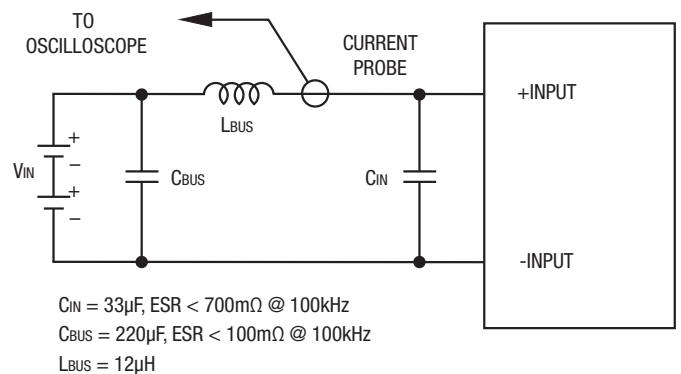 TO
OSCILLOSCOPE
CURRENT
PROBE
+INPUT
LBUS
+
VIN
−
+
−
CBUS
CIN
-INPUT
CIN = 33µF, ESR < 700mΩ @ 100kHz
CBUS = 220µF, ESR < 100mΩ @ 100kHz
LBUS = 12µH